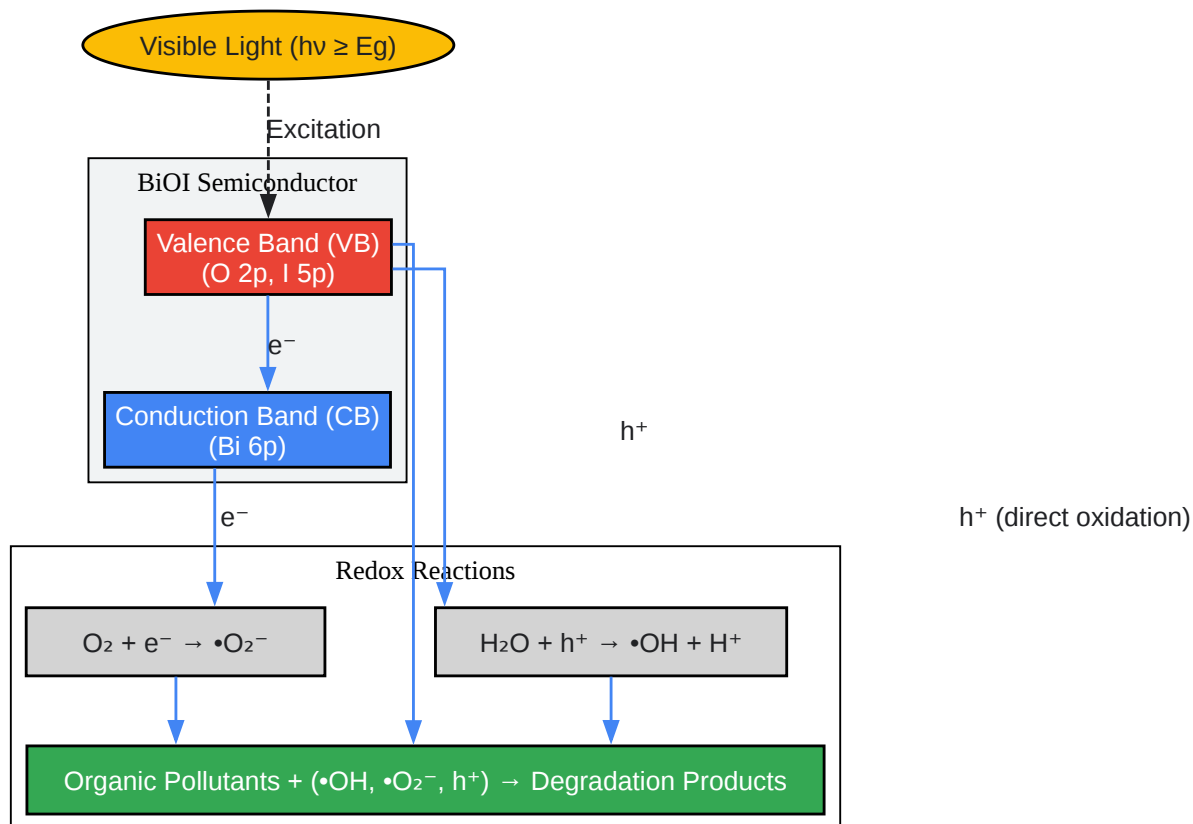 Visible Light (hν ≥ Eg)
Excitation
BiOI Semiconductor
Valence Band (VB)
(O 2p, I 5p)
e⁻
Conduction Band (CB)
(Bi 6p)
h⁺
e⁻
h⁺ (direct oxidation)
Redox Reactions
O₂ + e⁻ → •O₂⁻
H₂O + h⁺ → •OH + H⁺
Organic Pollutants + (•OH, •O₂⁻, h⁺) → Degradation Products